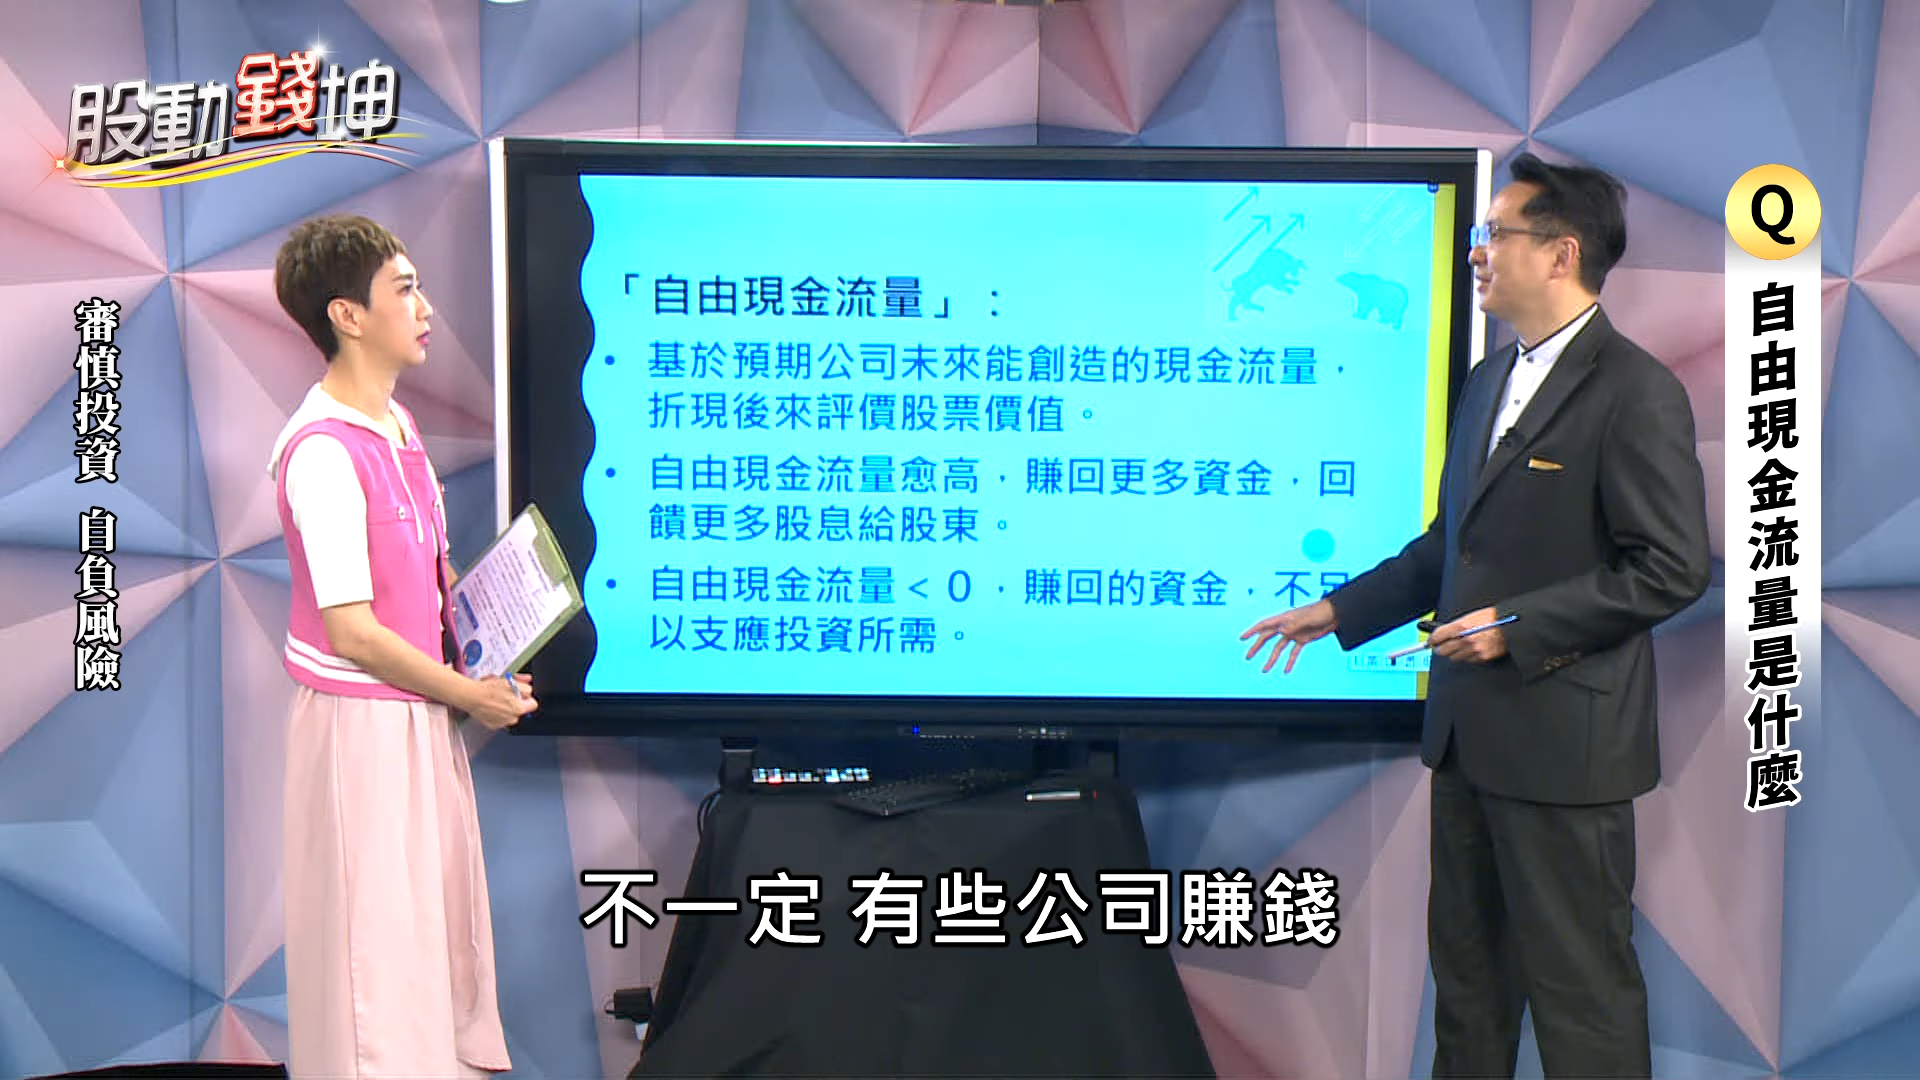 股動錢坤
審慎投資 自負風險
「自由現金流量」:
• 基於預期公司未來能創造的現金流量，
折現後來評價股票價值。
• 自由現金流量愈高，賺回更多資金，回
饋更多股息給股東。
• 自由現金流量<0，賺回的資金，不足
以支應投資所需。
Q
自由現金流量是什麼
不一定 有些公司賺錢